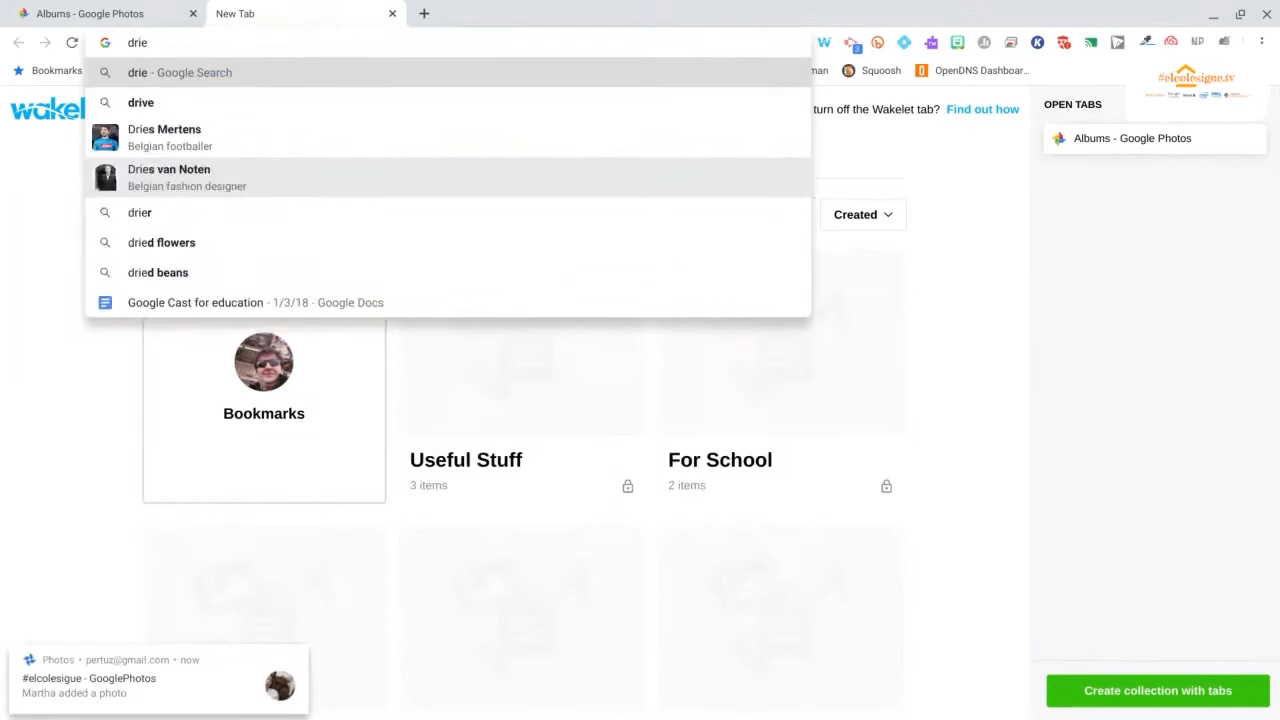 Albums - Google Photos
New Tab
drie
Bookmarks
man
Squoosh
OpenDNS Dashboar...
drie - Google Search
drive
Dries Mertens
Belgian footballer
Dries van Noten
Belgian fashion designer
drier
dried flowers
dried beans
Google Cast for education - 1/3/18 - Google Docs
wakel
turn off the Wakelet tab? Find out how
Created
OPEN TABS
Albums - Google Photos
#elcolesigue.tv
Bookmarks
Useful Stuff
3 items
For School
2 items
Photos • pertuz@gmail.com • now
#elcolesigue - GooglePhotos
Martha added a photo
Create collection with tabs